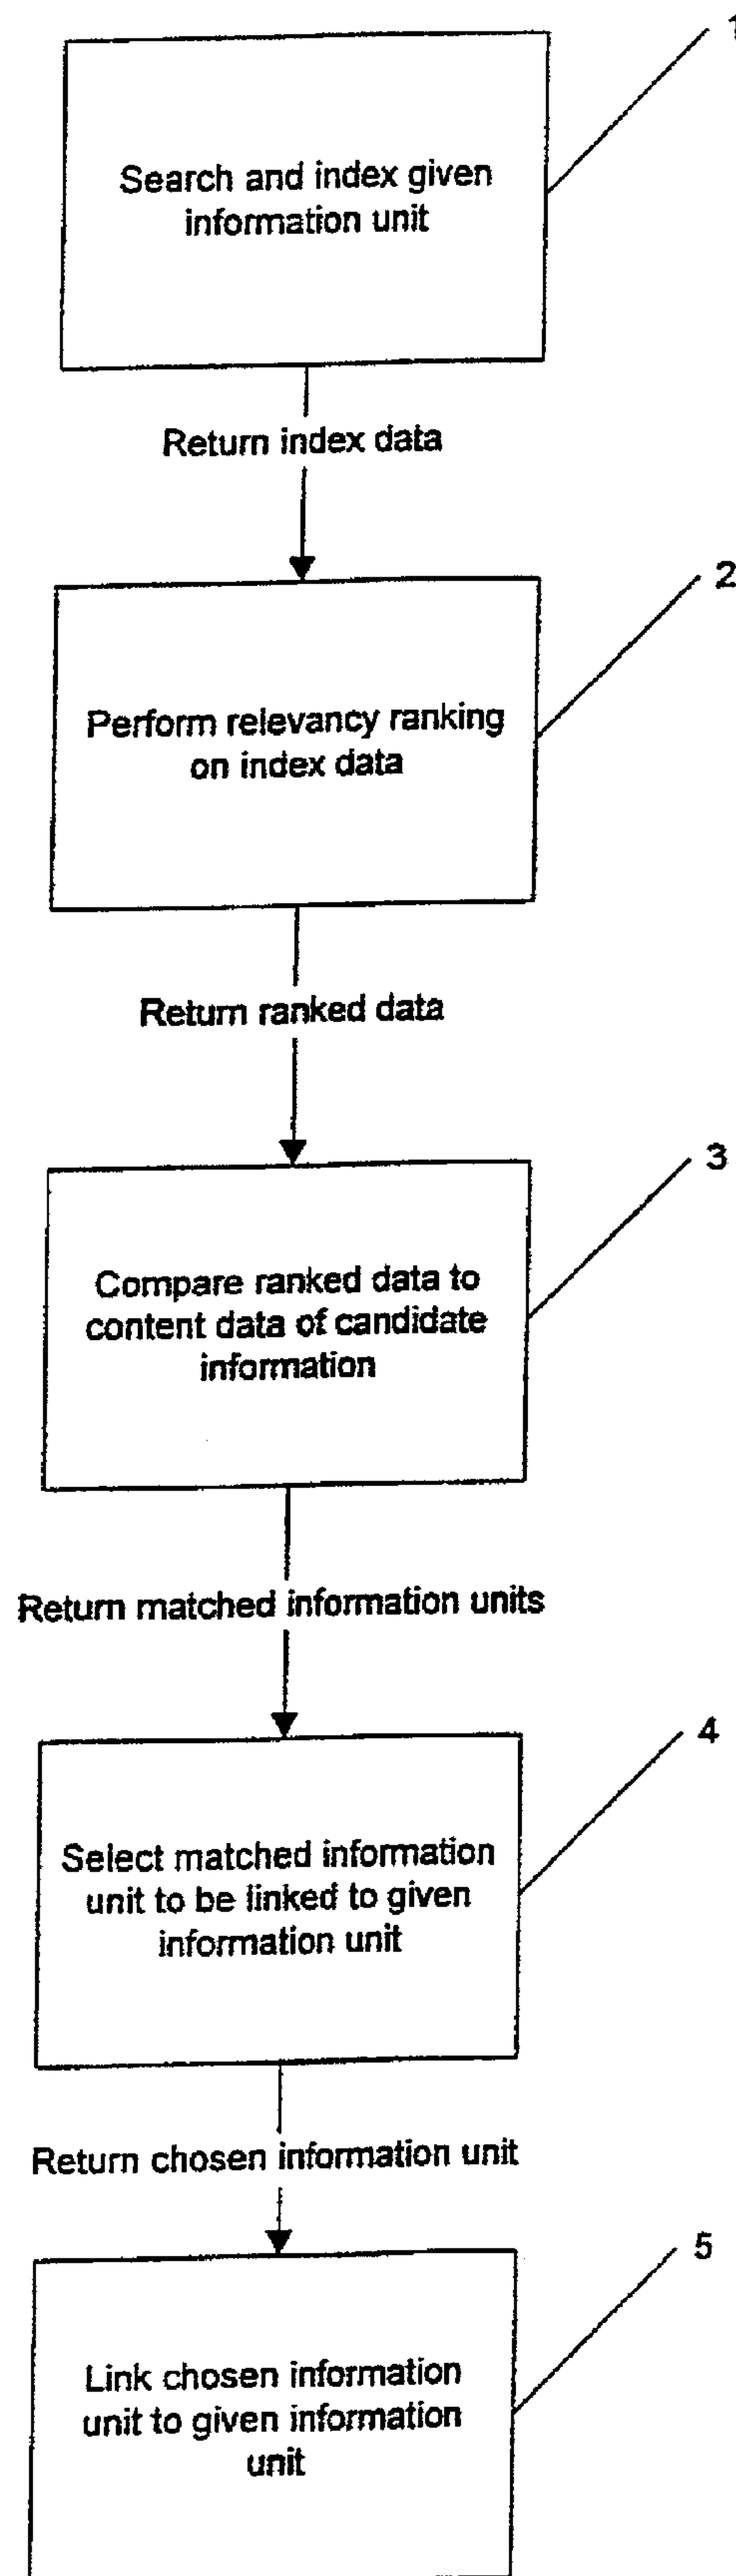 1
Search and index given
information unit
Return index data
2
Perform relevancy ranking
on index data
Return ranked data
3
Compare ranked data to
content data of candidate
information
Return matched information units
4
Select matched information
unit to be linked to given
information unit
Return chosen information unit
5
Link chosen information
unit to given information
unit